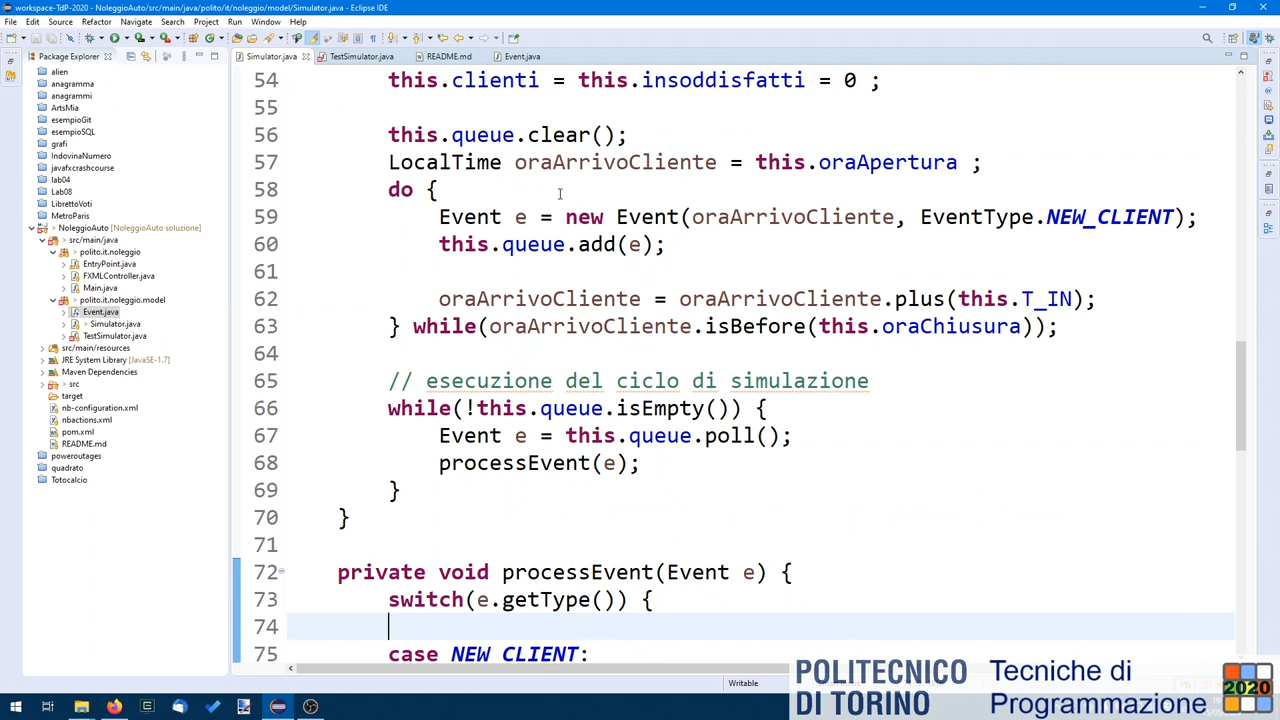 workspace-TdP-2020 - NoleggioAuto/src/main/java/polito/it/noleggio/model/Simulator.java - Eclipse IDE
File Edit Source Refactor Navigate Search Project Run Window Help
Package Explorer
Simulator.java TestSimulator.java README.md Event.java
alien
anagramma
anagrammi
ArtsMia
esempioGit
esempioSQL
grafi
IndovinaNumero
javafxcrashcourse
lab04
Lab08
LibrettoVoti
MetroParis
NoleggioAuto [NoleggioAuto soluzione]
src/main/java
polito.it.noleggio
EntryPoint.java
FXMLController.java
Main.java
polito.it.noleggio.model
Event.java
> Simulator.java
TestSimulator.java
src/main/resources
JRE System Library [JavaSE-1.7]
Maven Dependencies
src
target
nb-configuration.xml
nbactions.xml
pom.xml
README.md
poweroutages
quadrato
Totocalcio
54 this.clienti = this.insoddisfatti = 0 ;
55
56 this.queue.clear();
57 LocalTime oraArrivoCliente = this.oraApertura ;
58 do {
59 Event e = new Event(oraArrivoCliente, EventType.NEW_CLIENT);
60 this.queue.add(e);
61
62 oraArrivoCliente = oraArrivoCliente.plus(this.T_IN);
63 } while(oraArrivoCliente.isBefore(this.oraChiusura));
64
65 // esecuzione del ciclo di simulazione
66 while(!this.queue.isEmpty()) {
67 Event e = this.queue.poll();
68 processEvent(e);
69 }
70 }
71
72 private void processEvent(Event e) {
73 switch(e.getType()) {
74
75 case NEW_CLIENT:
Writable
POLITECNICO
DI TORINO
Tecniche di
Programmazione
2020